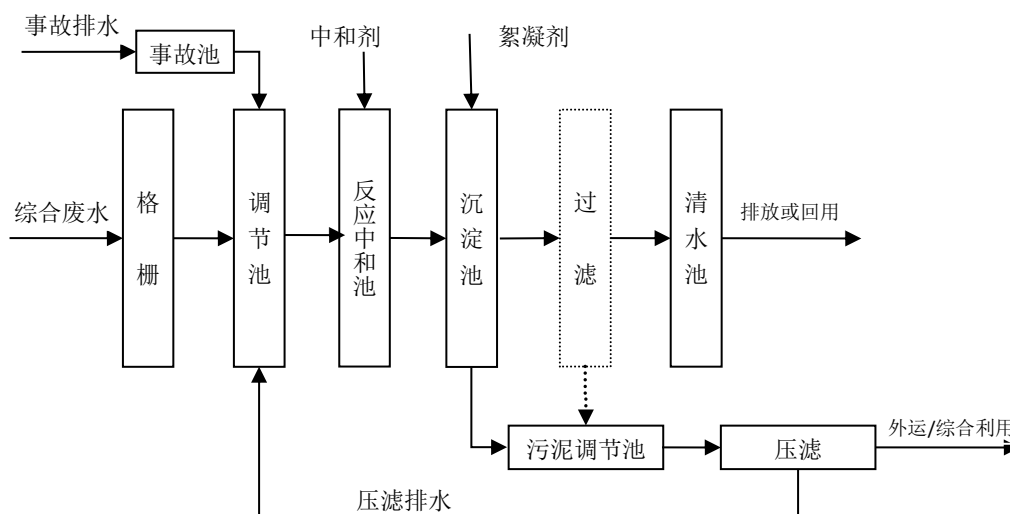 事故排水
事故池
中和剂
絮凝剂
综合废水
格栅
调节池
反应中和池
沉淀池
过滤
清水池
排放或回用
污泥调节池
压滤
外运/综合利用
压滤排水